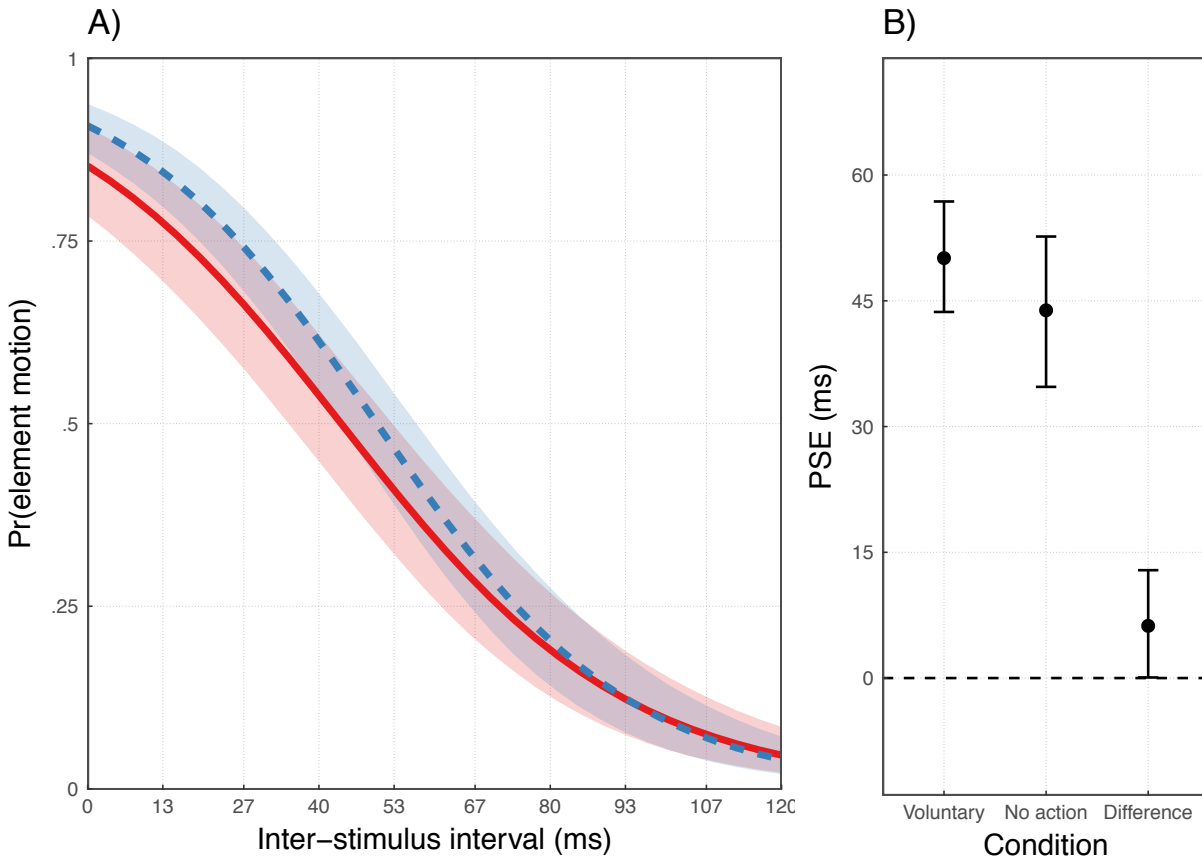 A)
Pr(element motion)
1
.75
.5
.25
0
0 13 27 40 53 67 80 93 107 120
Inter−stimulus interval (ms)
B)
PSE (ms)
60
45
30
15
0
Voluntary No action Difference
Condition